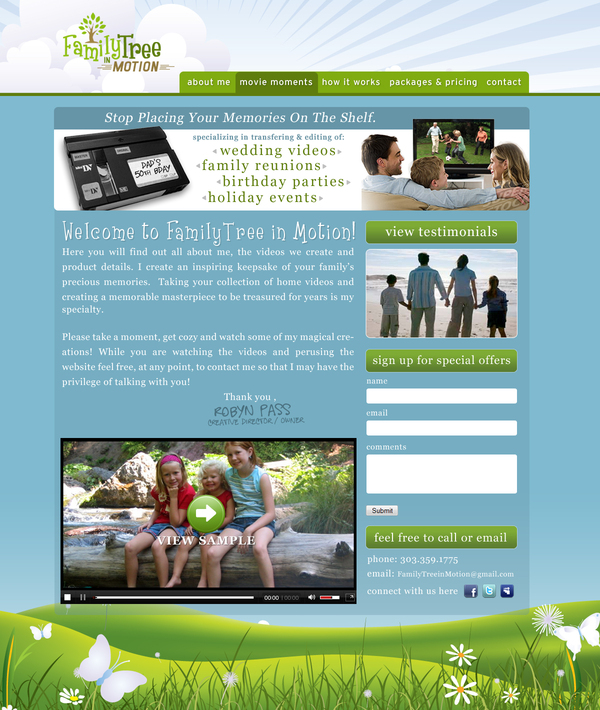 FamilyTree
IN
MOTION
about me movie moments how it works packages & pricing contact
Stop Placing Your Memories On The Shelf.
specializing in transfering & editing of:
wedding videos
family reunions
birthday parties
holiday events
DAD'S
50TH BDAY
Mini DV
Welcome to FamilyTree in Motion!
Here you will find out all about me, the videos we create and
product details. I create an inspiring keepsake of your family's
precious memories. Taking your collection of home videos and
creating a memorable masterpiece to be treasured for years is my
specialty.
Please take a moment, get cozy and watch some of my magical cre-
ations! While you are watching the videos and perusing the
website feel free, at any point, to contact me so that I may have the
privilege of talking with you!
Thank you ,
ROBYN PASS
CREATIVE DIRECTOR / OWNER
VIEW SAMPLE
00:00 / 00:00
view testimonials
sign up for special offers
name
email
comments
Submit
feel free to call or email
phone: 303.359.1775
email: FamilyTreeinMotion@gmail.com
connect with us here